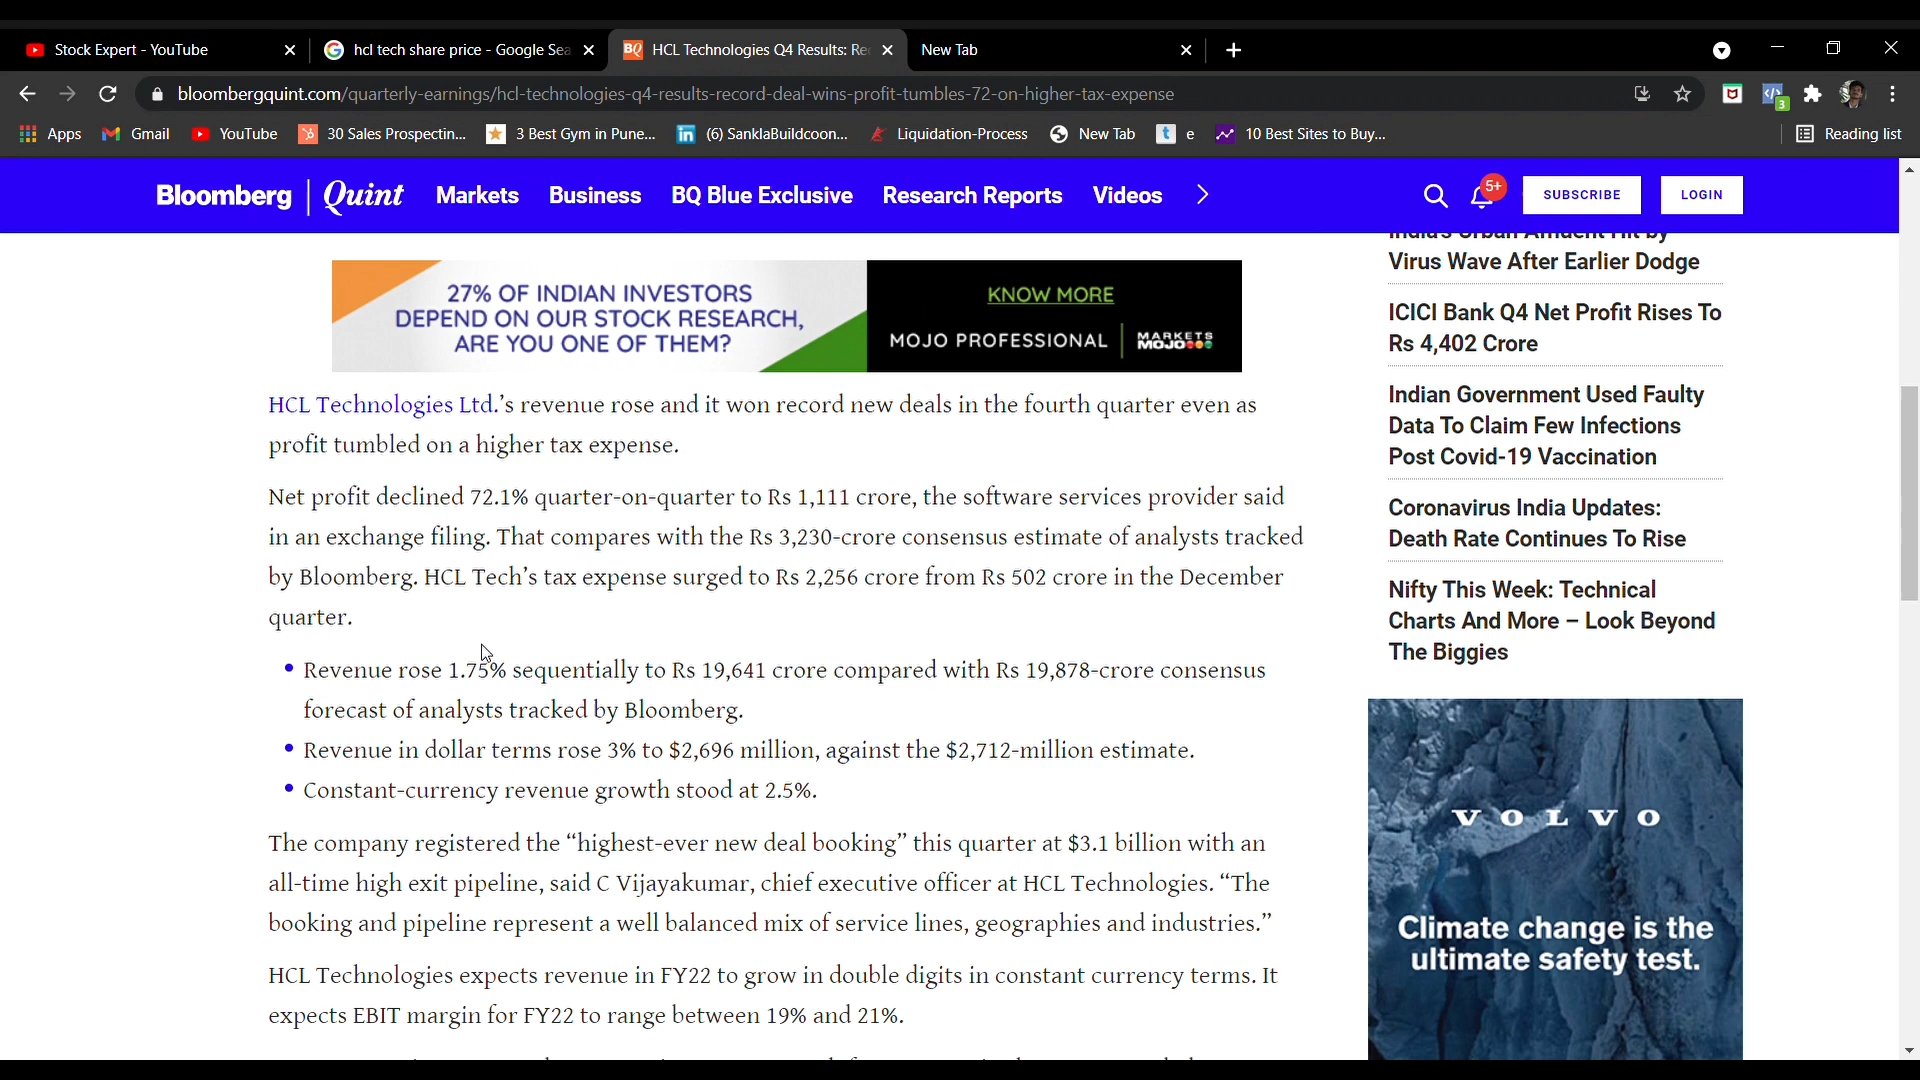 Stock Expert - YouTube
hcl tech share price - Google Sea
BQ HCL Technologies Q4 Results: Rec
New Tab
bloombergquint.com/quarterly-earnings/hcl-technologies-q4-results-record-deal-wins-profit-tumbles-72-on-higher-tax-expense
3
Apps
Gmail
YouTube
30 Sales Prospectin...
3 Best Gym in Pune...
(6) SanklaBuildcoon...
Liquidation-Process
New Tab
t e
10 Best Sites to Buy...
Reading list
Bloomberg | Quint
Markets
Business
BQ Blue Exclusive
Research Reports
Videos
5+
SUBSCRIBE
LOGIN
27% OF INDIAN INVESTORS
DEPEND ON OUR STOCK RESEARCH,
ARE YOU ONE OF THEM?
KNOW MORE
MOJO PROFESSIONAL
MARKETS
MOJO
HCL Technologies Ltd.’s revenue rose and it won record new deals in the fourth quarter even as
profit tumbled on a higher tax expense.
Net profit declined 72.1% quarter-on-quarter to Rs 1,111 crore, the software services provider said
in an exchange filing. That compares with the Rs 3,230-crore consensus estimate of analysts tracked
by Bloomberg. HCL Tech’s tax expense surged to Rs 2,256 crore from Rs 502 crore in the December
quarter.
• Revenue rose 1.75% sequentially to Rs 19,641 crore compared with Rs 19,878-crore consensus
forecast of analysts tracked by Bloomberg.
• Revenue in dollar terms rose 3% to $2,696 million, against the $2,712-million estimate.
• Constant-currency revenue growth stood at 2.5%.
The company registered the “highest-ever new deal booking” this quarter at $3.1 billion with an
all-time high exit pipeline, said C Vijayakumar, chief executive officer at HCL Technologies. “The
booking and pipeline represent a well balanced mix of service lines, geographies and industries.”
HCL Technologies expects revenue in FY22 to grow in double digits in constant currency terms. It
expects EBIT margin for FY22 to range between 19% and 21%.
India's Urban Affluent Hit by
Virus Wave After Earlier Dodge
ICICI Bank Q4 Net Profit Rises To
Rs 4,402 Crore
Indian Government Used Faulty
Data To Claim Few Infections
Post Covid-19 Vaccination
Coronavirus India Updates:
Death Rate Continues To Rise
Nifty This Week: Technical
Charts And More – Look Beyond
The Biggies
VOLVO
Climate change is the
ultimate safety test.